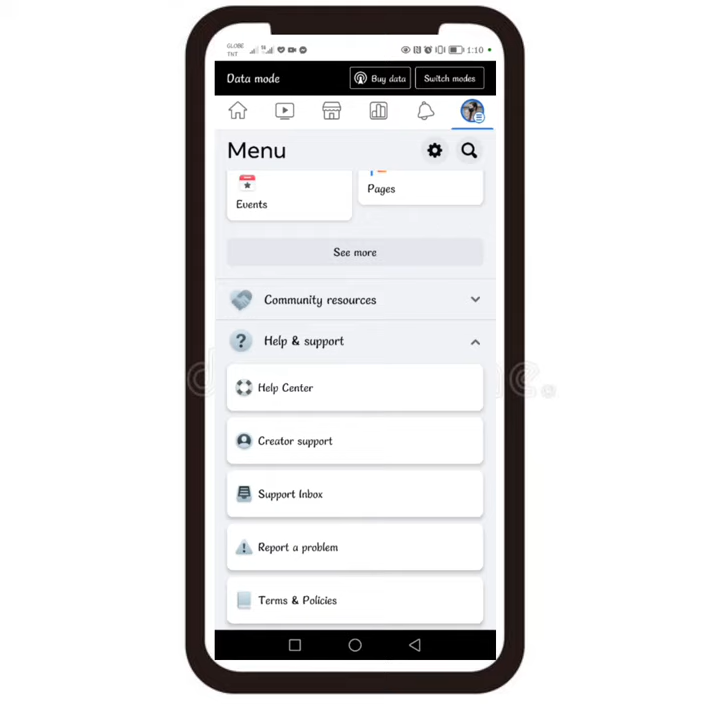 GLOBE
TNT
1:10
Data mode
Buy data
Switch modes
Menu
Events
Pages
See more
Community resources
Help & support
Help Center
Creator support
Support Inbox
Report a problem
Terms & Policies